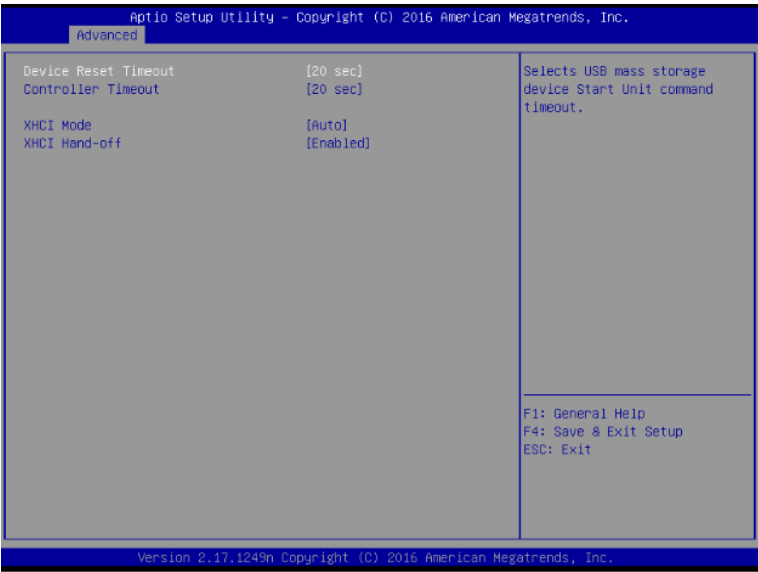 Aptio Setup Utility – Copyright (C) 2016 American Megatrends, Inc.
Advanced
Device Reset Timeout [20 sec]
Controller Timeout [20 sec]
XHCI Mode [Auto]
XHCI Hand-off [Enabled]
Selects USB mass storage
device Start Unit command
timeout.
F1: General Help
F4: Save & Exit Setup
ESC: Exit
Version 2.17.1249n Copyright (C) 2016 American Megatrends, Inc.